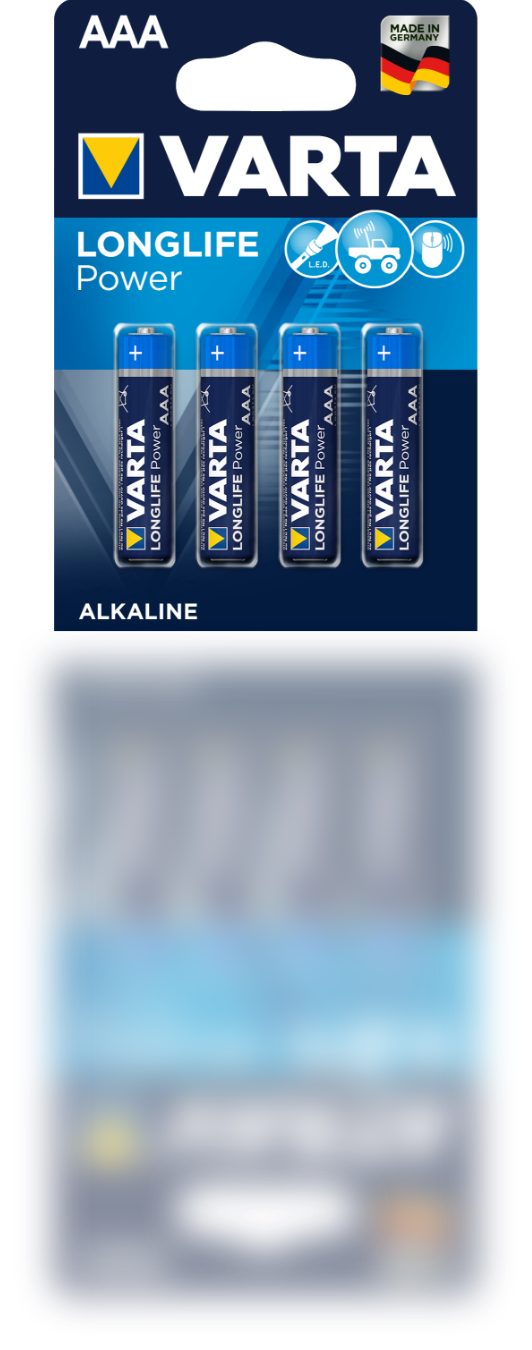 AAA
MADE IN
GERMANY
VARTA
LONGLIFE
Power
L.E.D.
+
+
+
+
AAA
AAA
AAA
AAA
VARTA
LONGLIFE Power
VARTA
LONGLIFE Power
VARTA
LONGLIFE Power
VARTA
LONGLIFE Power
ALKALINE